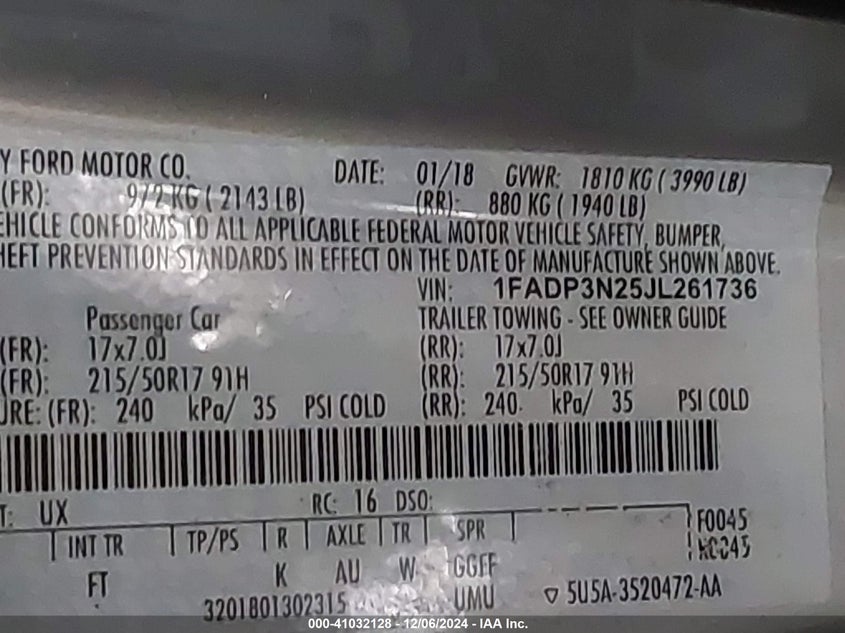 Y FORD MOTOR CO. DATE: 01/18 GVWR: 1810 KG ( 3990 LB)
(FR): 972 KG ( 2143 LB) (RR): 880 KG ( 1940 LB)
EHICLE CONFORMS TO ALL APPLICABLE FEDERAL MOTOR VEHICLE SAFETY, BUMPER,
HEFT PREVENTION STANDARDS IN EFFECT ON THE DATE OF MANUFACTURE SHOWN ABOVE.
VIN: 1FADP3N25JL261736
Passenger Car TRAILER TOWING - SEE OWNER GUIDE
(FR): 17x7.0J (RR): 17x7.0J
(FR): 215/50R17 91H (RR): 215/50R17 91H
URE: (FR): 240 kPa/ 35 PSI COLD (RR): 240 kPa/ 35 PSI COLD
T: UX RC: 16 DSO:
INT TR TP/PS R AXLE TR SPR F0045
FT K AU W GGFF
3201801302315 UMU ▽ 5U5A-3520472-AA
000-41032128 - 12/06/2024 - IAA Inc.